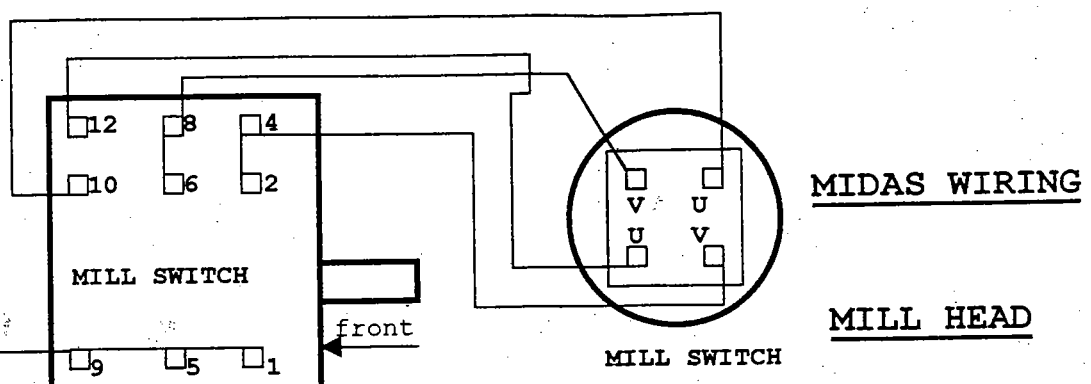 12 8 4
10 6 2
V U
U V
MIDAS WIRING
MILL SWITCH
MILL HEAD
front
MILL SWITCH
9 5 1